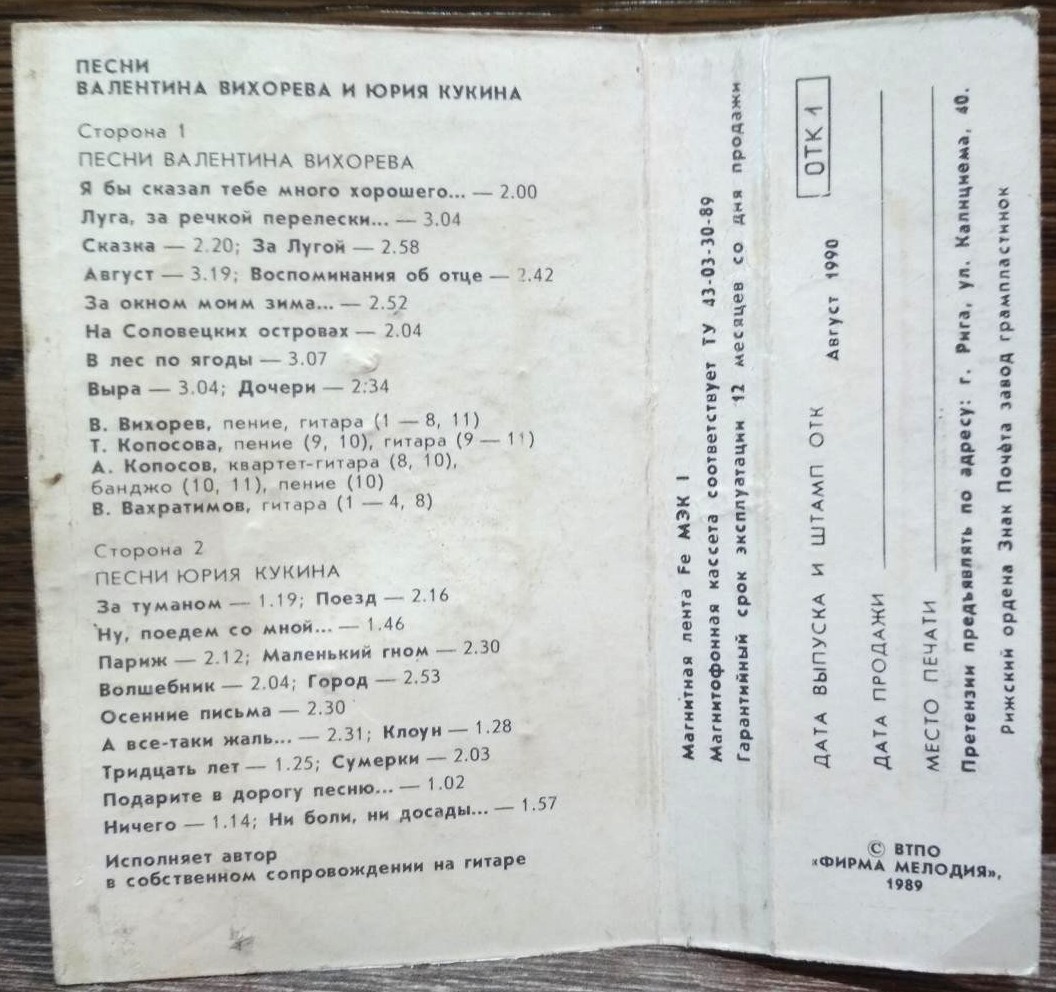 ПЕСНИ
ВАЛЕНТИНА ВИХОРЕВА И ЮРИЯ КУКИНА
Сторона 1
ПЕСНИ ВАЛЕНТИНА ВИХОРЕВА
Я бы сказал тебе много хорошего... — 2.00
Луга, за речкой перелески... — 3.04
Сказка — 2.20; За Лугой — 2.58
Август — 3.19; Воспоминания об отце — 2.42
За окном моим зима... — 2.52
На Соловецких островах — 2.04
В лес по ягоды — 3.07
Выра — 3.04; Дочери — 2:34
В. Вихорев, пение, гитара (1 — 8, 11)
Т. Копосова, пение (9, 10), гитара (9 — 11)
А. Копосов, квартет-гитара (8, 10),
банджо (10, 11), пение (10)
В. Вахратимов, гитара (1 — 4, 8)
Сторона 2
ПЕСНИ ЮРИЯ КУКИНА
За туманом — 1.19; Поезд — 2.16
Ну, поедем со мной... — 1.46
Париж — 2.12; Маленький гном — 2.30
Волшебник — 2.04; Город — 2.53
Осенние письма — 2.30
А все-таки жаль... — 2.31; Клоун — 1.28
Тридцать лет — 1.25; Сумерки — 2.03
Подарите в дорогу песню... — 1.02
Ничего — 1.14; Ни боли, ни досады... — 1.57
Исполняет автор
в собственном сопровождении на гитаре
Магнитная лента Fe МЭК I
Магнитофонная кассета соответствует ТУ 43-03-30-89
Гарантийный срок эксплуатации 12 месяцев со дня продажи
ДАТА ВЫПУСКА И ШТАМП ОТК Август 1990 ОТК 1
ДАТА ПРОДАЖИ
МЕСТО ПЕЧАТИ
Претензии предъявлять по адресу: г. Рига, ул. Калнциема, 40.
Рижский ордена Знак Почёта завод грампластинок
© ВТПО
«ФИРМА МЕЛОДИЯ»,
1989